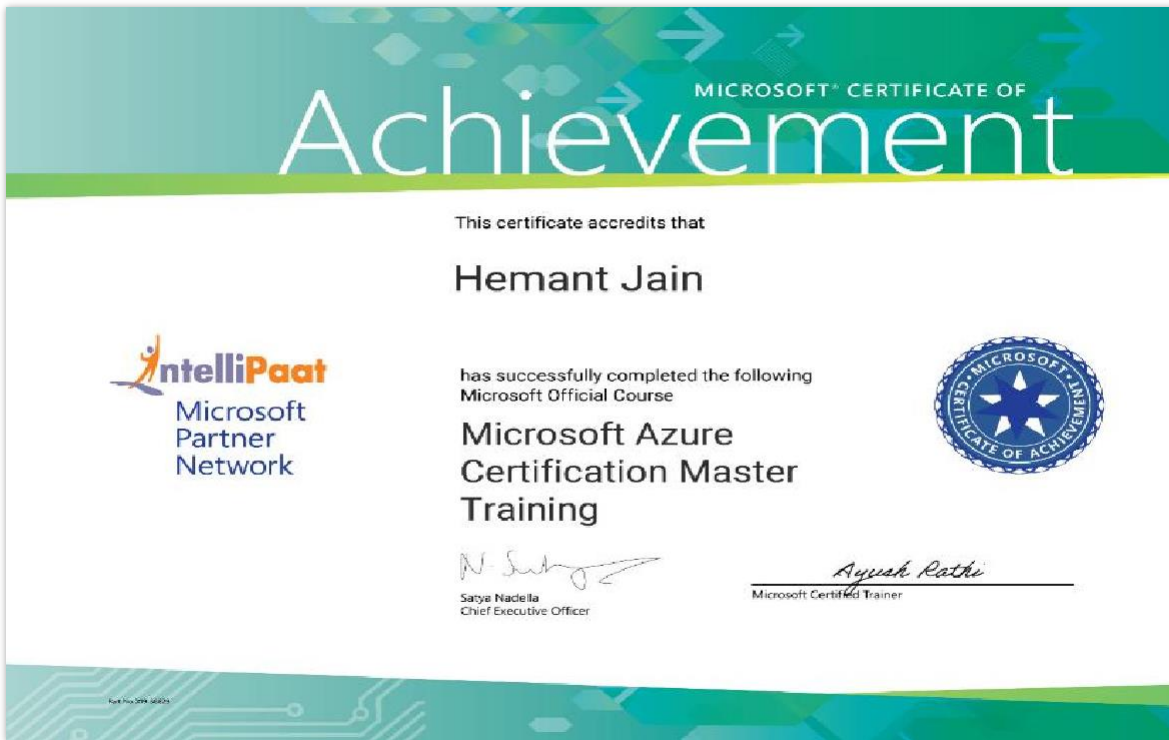 MICROSOFT® CERTIFICATE OF
Achievement
This certificate accredits that
Hemant Jain
IntelliPaat
Microsoft
Partner
Network
has successfully completed the following
Microsoft Official Course
Microsoft Azure
Certification Master
Training
MICROSOFT • CERTIFICATE OF ACHIEVEMENT •
Satya Nadella
Chief Executive Officer
Ayush Rathi
Microsoft Certified Trainer
Part No.